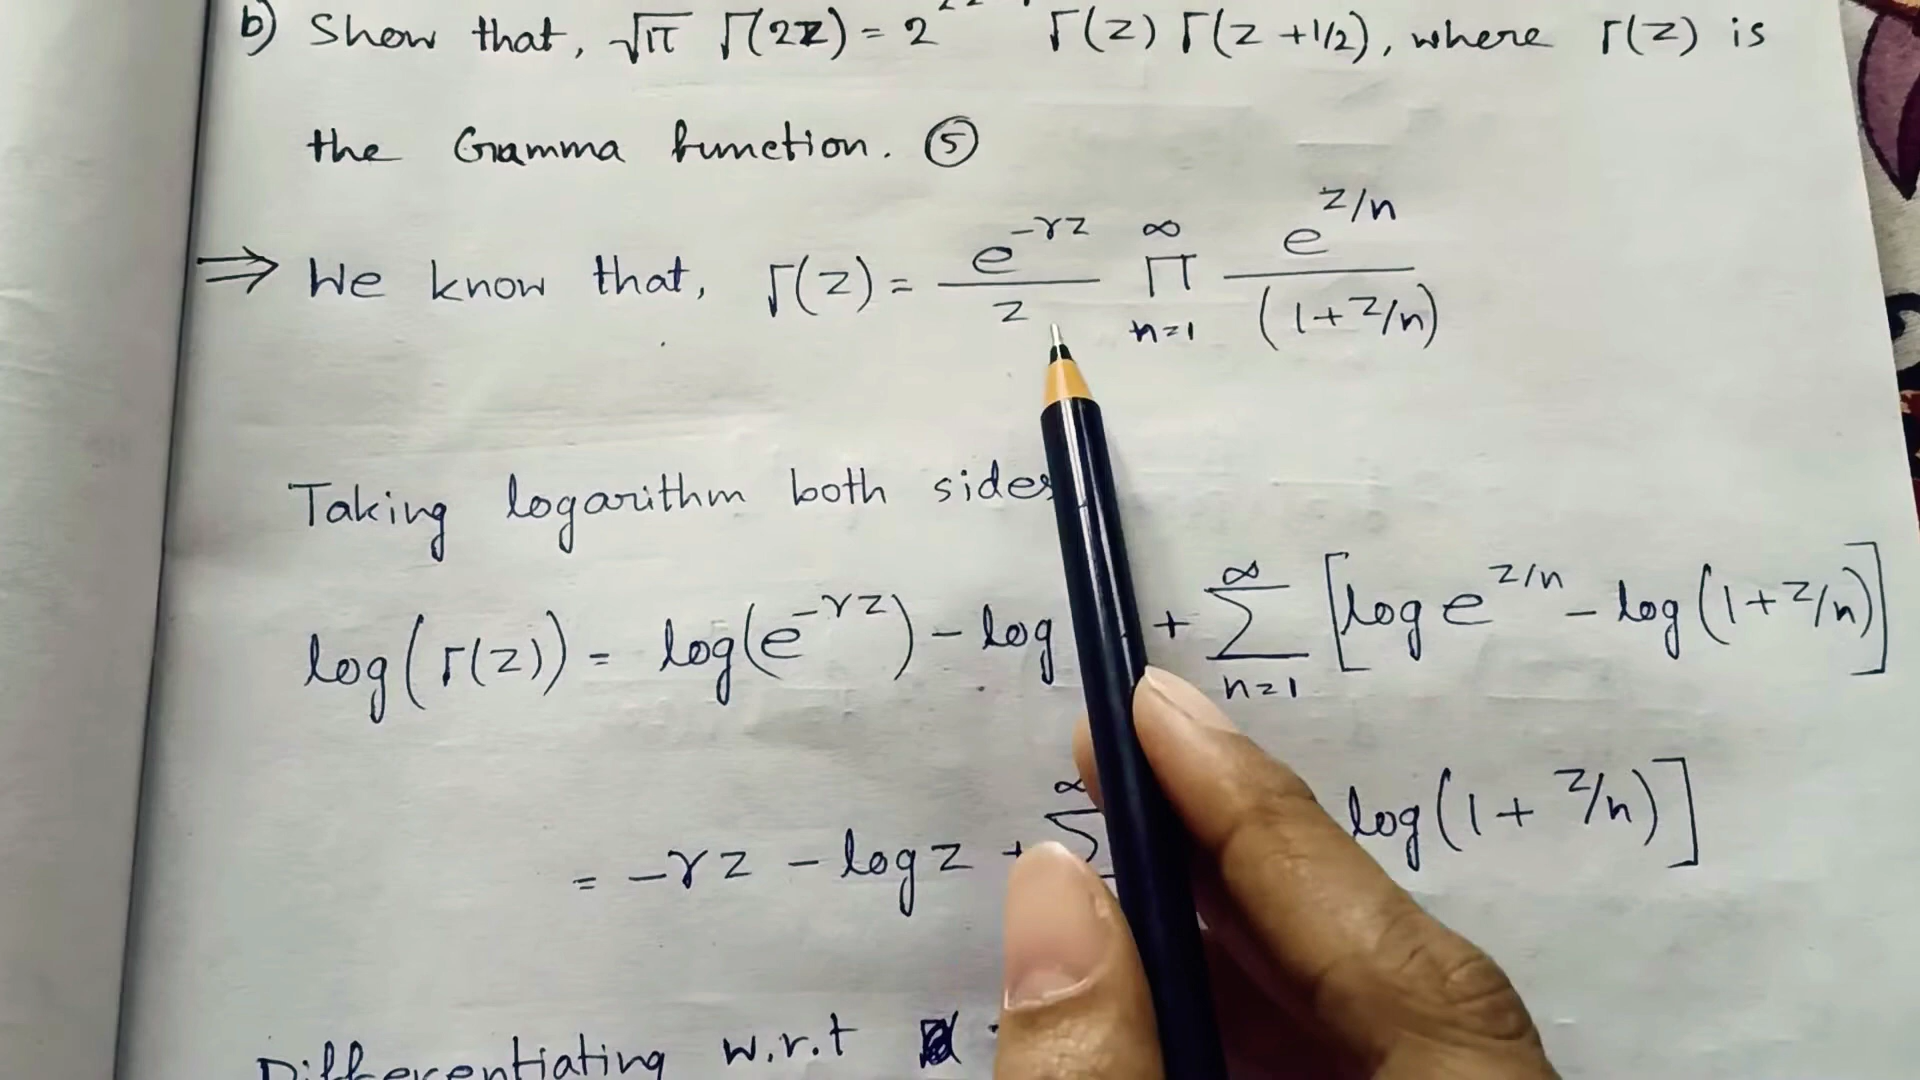 b) Show that, √π Γ(2z) = 2 Γ(z) Γ(z + 1/2), where Γ(z) is
the Gamma function. ⑤
⇒ We know that, Γ(z) = e^{-γz}/z ∏_{n=1}^{∞} e^{z/n}/(1+z/n)
Taking logarithm both sides
log(Γ(z)) = log(e^{-γz}) - log + ∑_{n=1}^{∞} [log e^{z/n} - log(1+z/n)]
= -γz - log z + ∑^{∞} log(1+z/n)]
Differentiating w.r.t